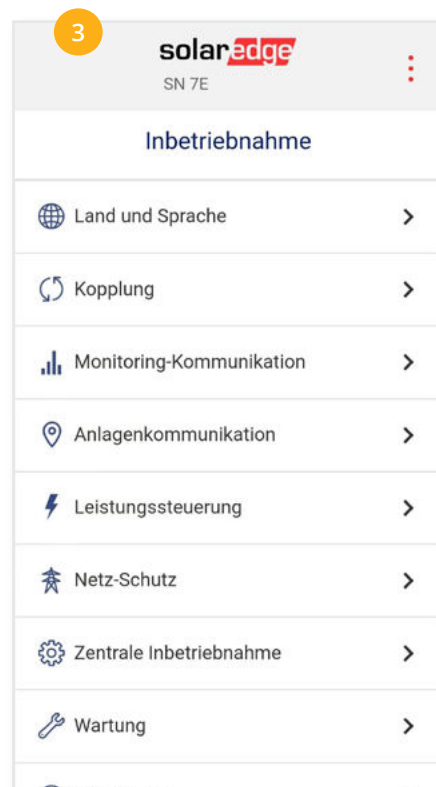 3
solaredge
SN 7E
Inbetriebnahme
Land und Sprache
Kopplung
Monitoring-Kommunikation
Anlagenkommunikation
Leistungssteuerung
Netz-Schutz
Zentrale Inbetriebnahme
Wartung